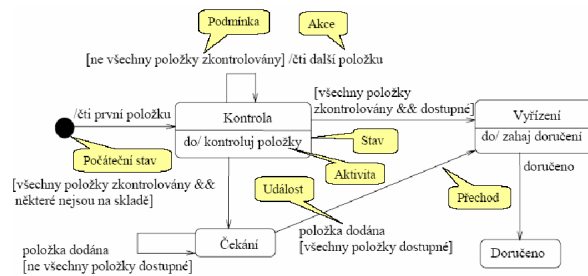 Podmínka
Akce
[ne všechny položky zkontrolovány] /čti další položku
[všechny položky
zkontrolovány && dostupné]
/čti první položku
Kontrola
Vyřízení
do/ kontroluj položky
Stav
do/ zahaj doručení
Počáteční stav
Aktivita
doručeno
[všechny položky zkontrolovány &&
některé nejsou na skladě]
Událost
Přechod
položka dodána
[všechny položky dostupné]
Čekání
položka dodána
[ne všechny položky dostupné]
Doručeno